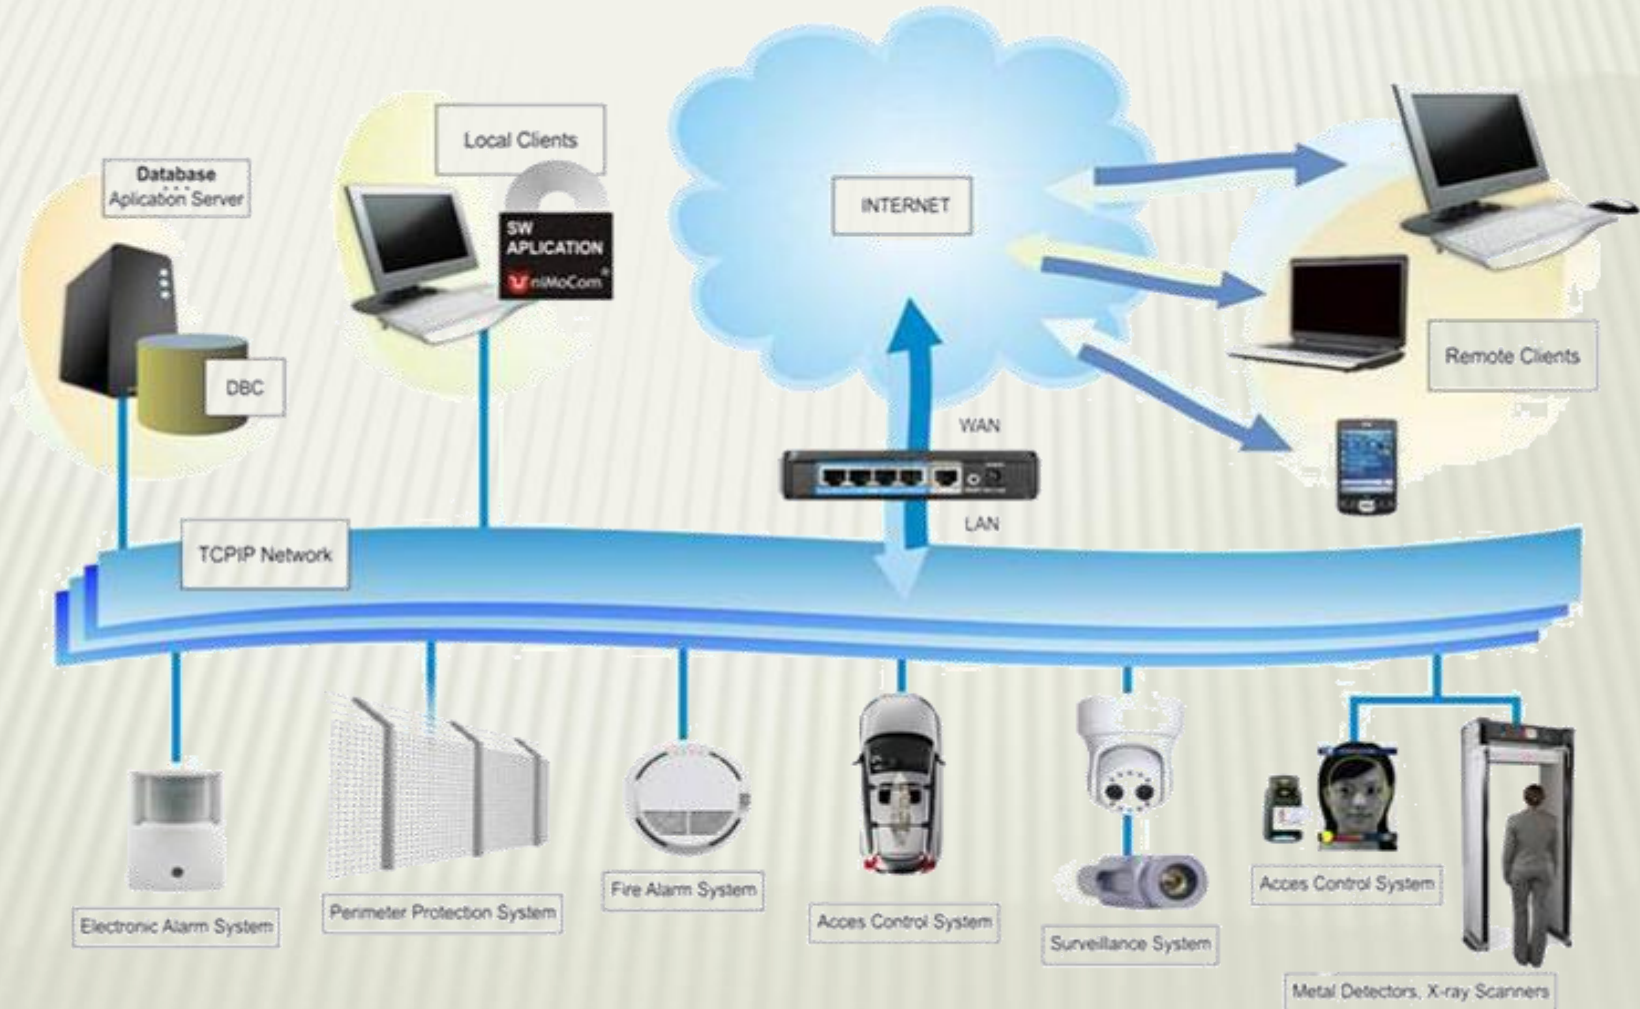 Database
Aplication Server
DBC
Local Clients
SW
APLICATION
UniMoCom®
INTERNET
Remote Clients
WAN
LAN
TCPIP Network
Electronic Alarm System
Perimeter Protection System
Fire Alarm System
Acces Control System
Surveillance System
Acces Control System
Metal Detectors, X-ray Scanners